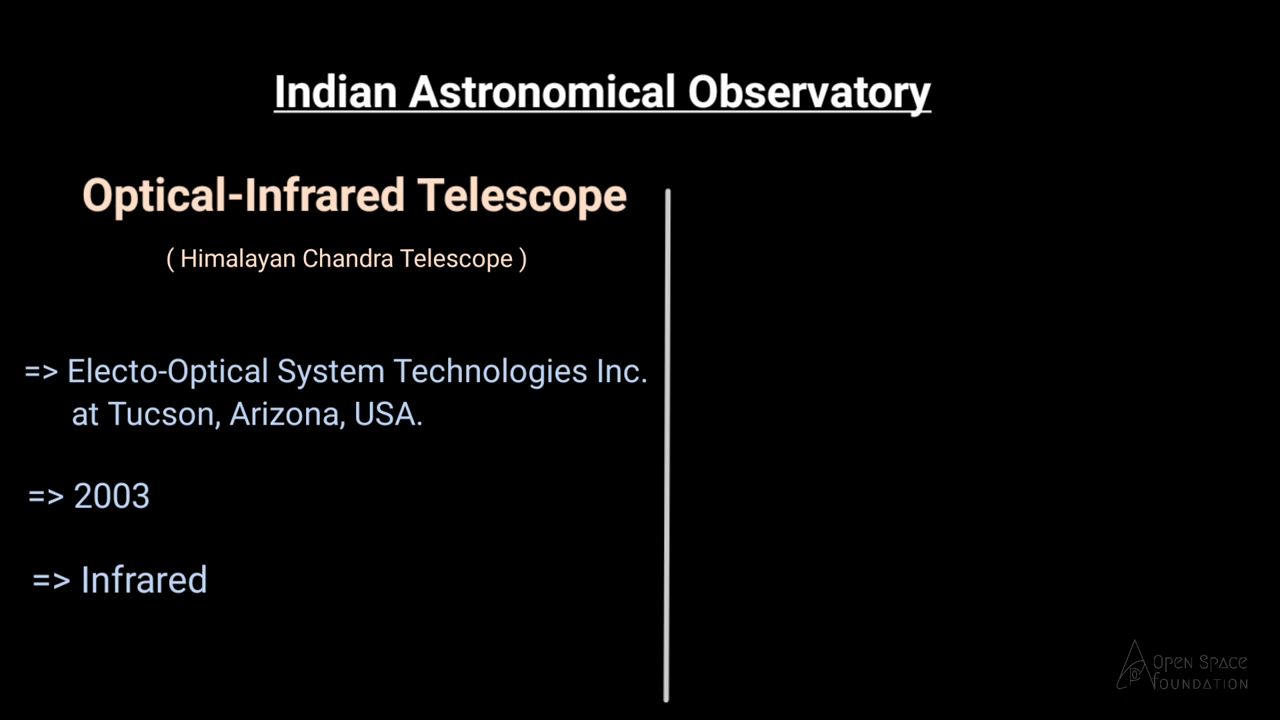 Indian Astronomical Observatory
Optical-Infrared Telescope
( Himalayan Chandra Telescope )
=> Electo-Optical System Technologies Inc.
at Tucson, Arizona, USA.
=> 2003
=> Infrared
Open Space
Foundation